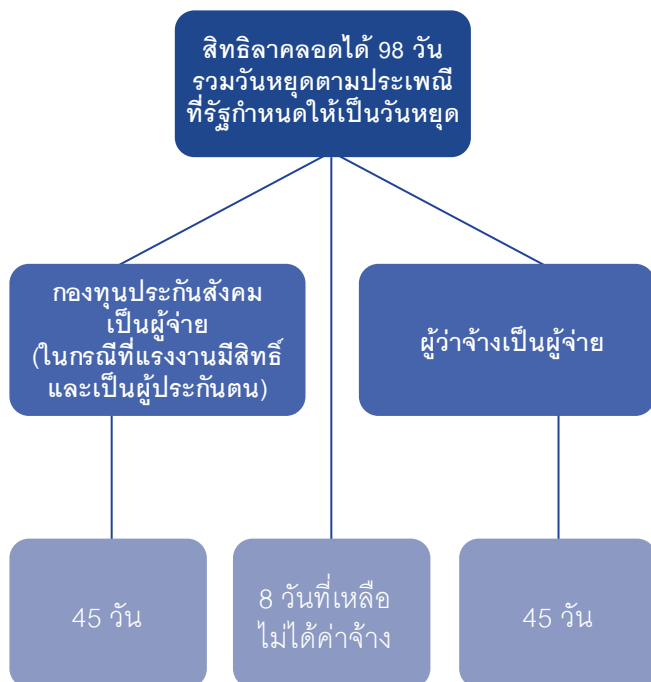 สิทธิลาคลอดได้ 98 วัน
รวมวันหยุดตามประเพณี
ที่รัฐกำหนดให้เป็นวันหยุด
กองทุนประกันสังคม
เป็นผู้จ่าย
(ในกรณีที่แรงงานมีสิทธิ์
และเป็นผู้ประกันตน)
ผู้ว่าจ้างเป็นผู้จ่าย
45 วัน
8 วันที่เหลือ
ไม่ได้ค่าจ้าง
45 วัน